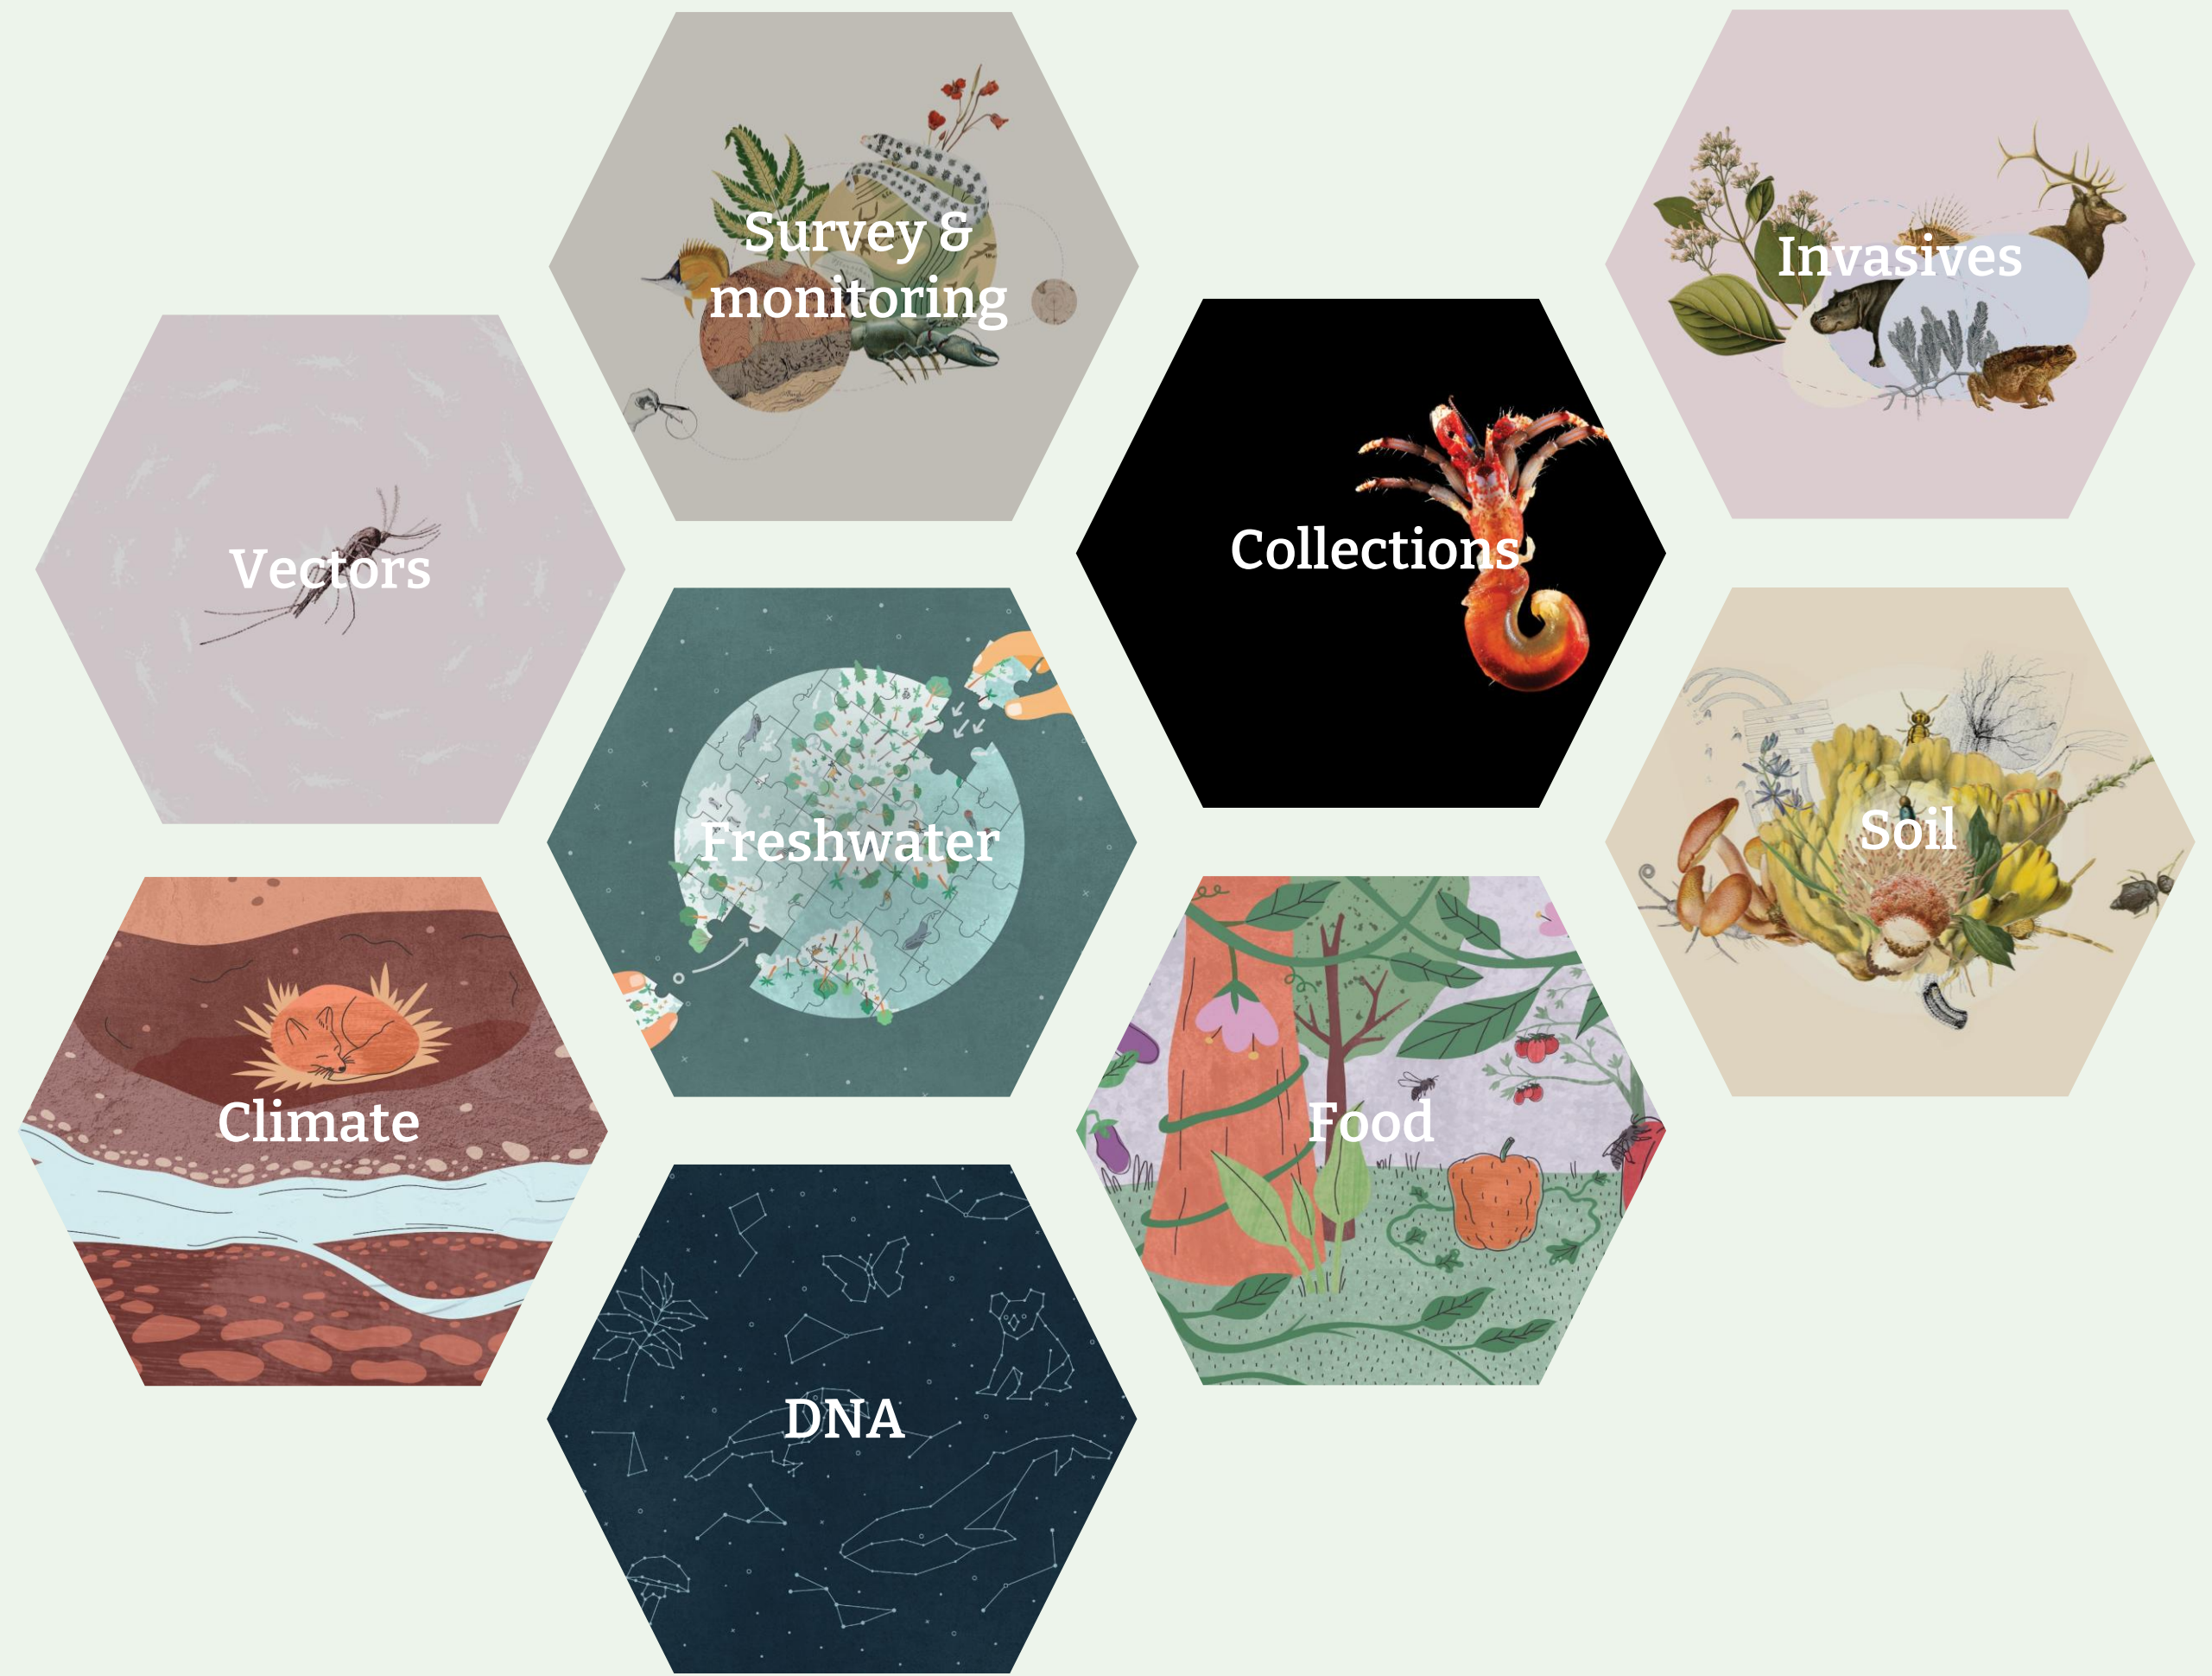 Survey &
monitoring
Invasives
Vectors
Collections
Freshwater
Soil
Climate
Food
DNA